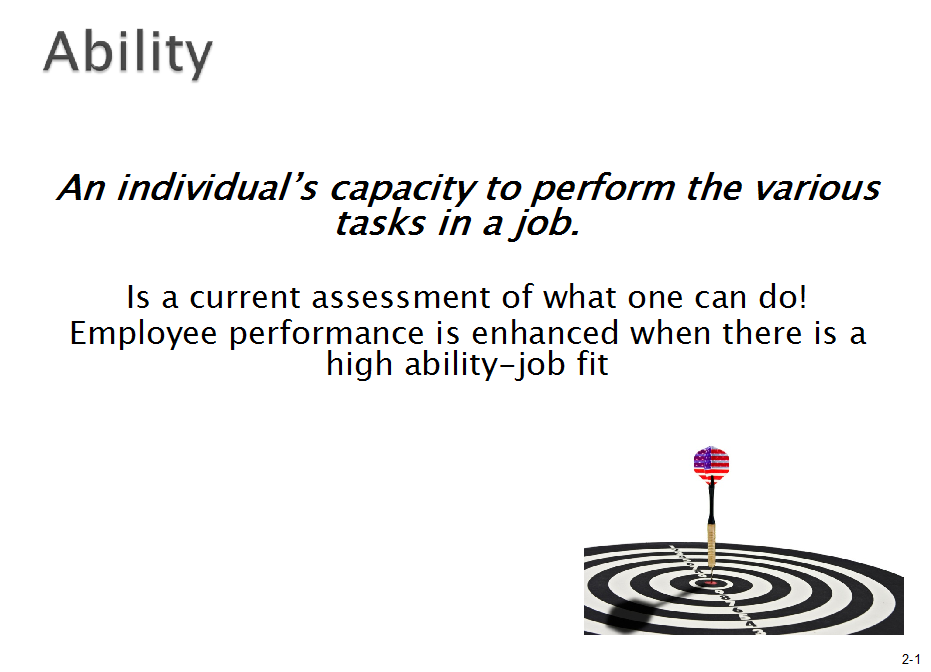 Ability
An individual’s capacity to perform the various
tasks in a job.
Is a current assessment of what one can do!
Employee performance is enhanced when there is a
high ability-job fit
2-1